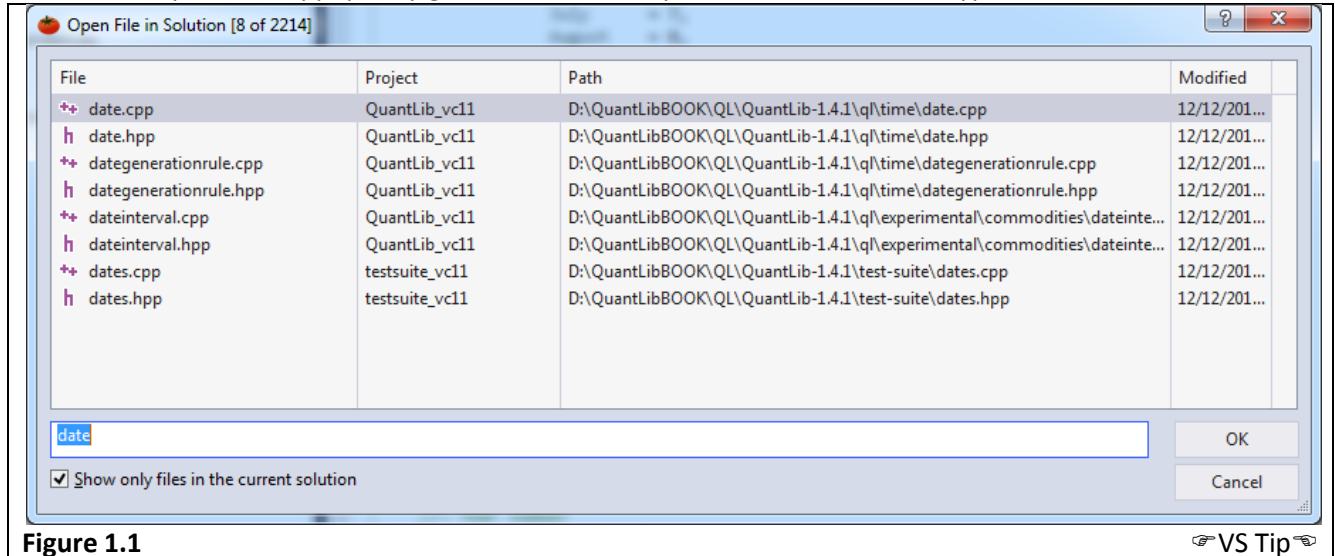 Open File in Solution [8 of 2214]
File Project Path Modified
date.cpp QuantLib_vc11 D:\QuantLibBOOK\QL\QuantLib-1.4.1\ql\time\date.cpp 12/12/201...
date.hpp QuantLib_vc11 D:\QuantLibBOOK\QL\QuantLib-1.4.1\ql\time\date.hpp 12/12/201...
dategenerationrule.cpp QuantLib_vc11 D:\QuantLibBOOK\QL\QuantLib-1.4.1\ql\time\dategenerationrule.cpp 12/12/201...
dategenerationrule.hpp QuantLib_vc11 D:\QuantLibBOOK\QL\QuantLib-1.4.1\ql\time\dategenerationrule.hpp 12/12/201...
dateinterval.cpp QuantLib_vc11 D:\QuantLibBOOK\QL\QuantLib-1.4.1\ql\experimental\commodities\dateinte... 12/12/201...
dateinterval.hpp QuantLib_vc11 D:\QuantLibBOOK\QL\QuantLib-1.4.1\ql\experimental\commodities\dateinte... 12/12/201...
dates.cpp testsuite_vc11 D:\QuantLibBOOK\QL\QuantLib-1.4.1\test-suite\dates.cpp 12/12/201...
dates.hpp testsuite_vc11 D:\QuantLibBOOK\QL\QuantLib-1.4.1\test-suite\dates.hpp 12/12/201...
date
OK
Show only files in the current solution
Cancel
Figure 1.1 ☞VS Tip☜